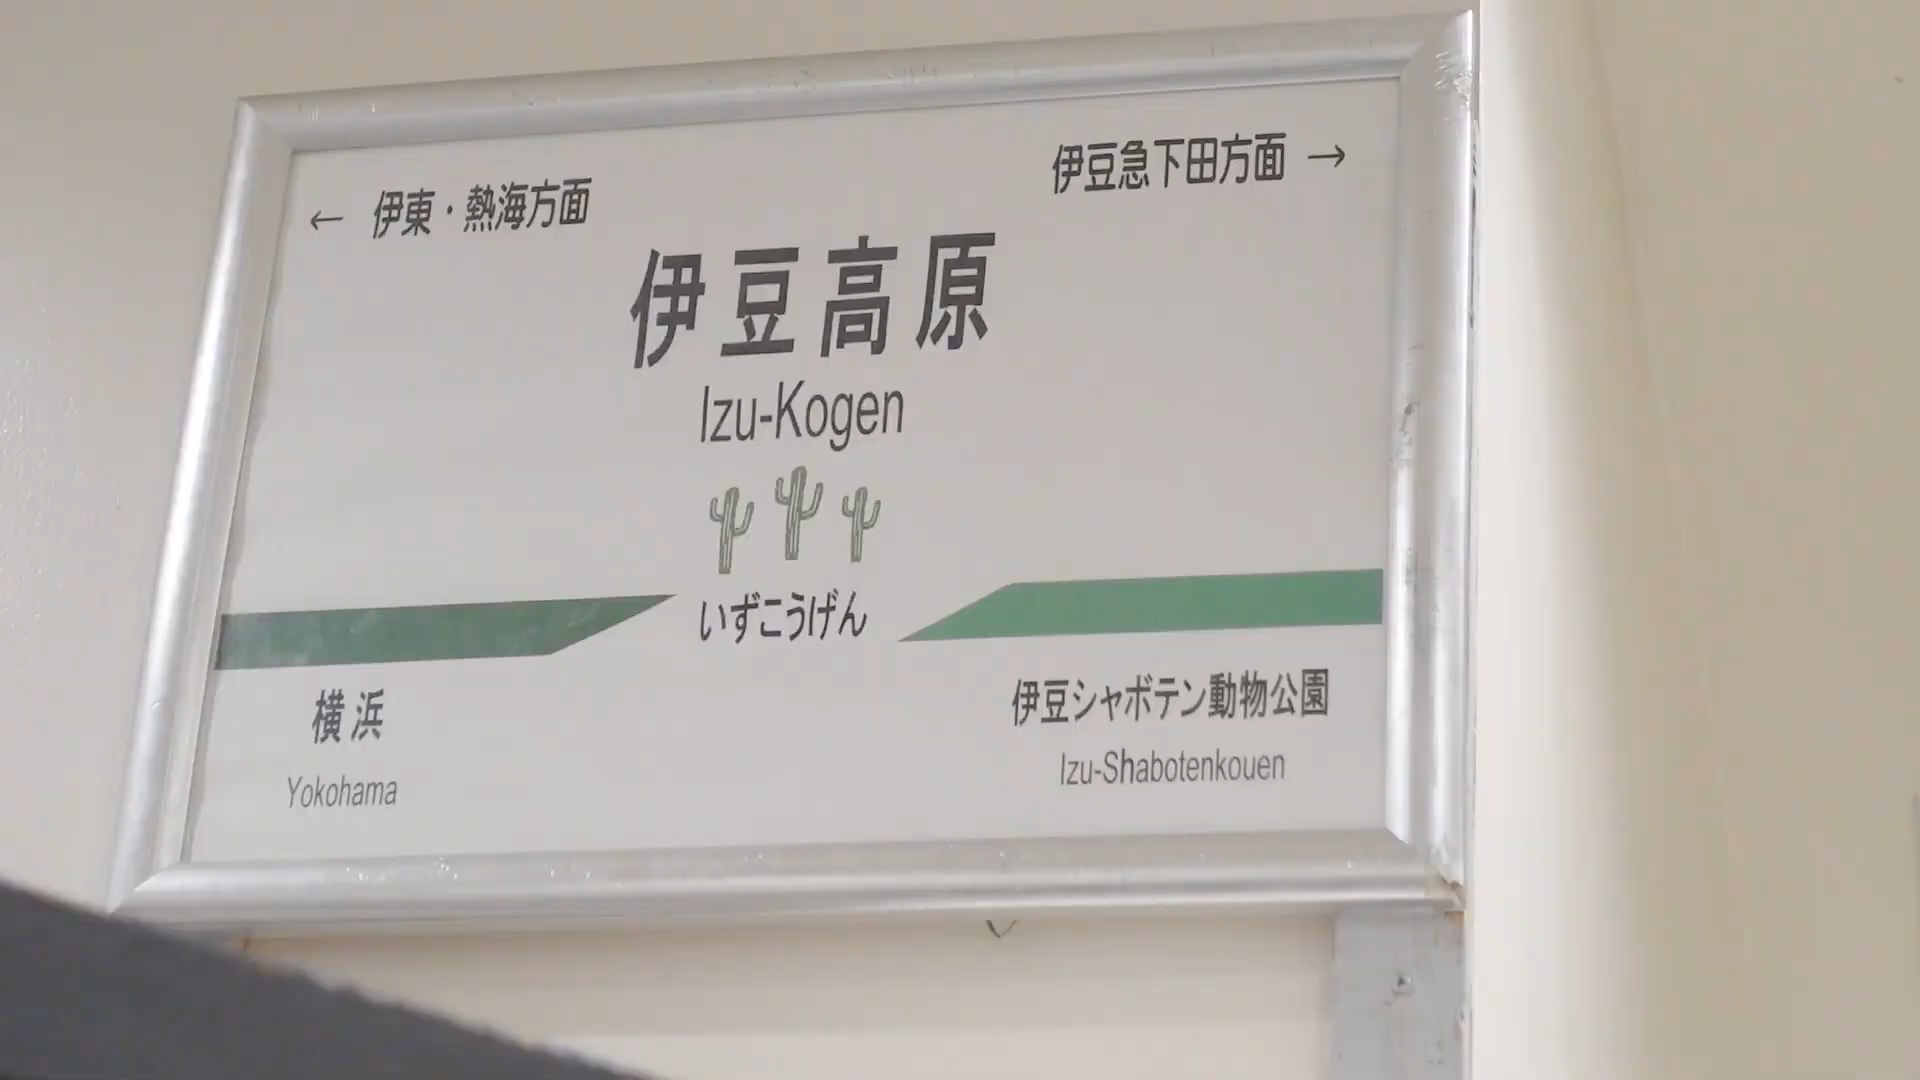 ← 伊東・熱海方面
伊豆急下田方面 →
伊豆高原
Izu-Kogen
いずこうげん
横浜
Yokohama
伊豆シャボテン動物公園
Izu-Shabotenkouen